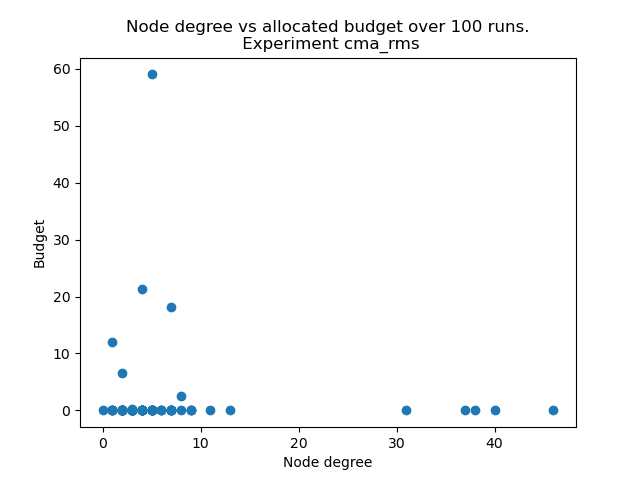 Node degree vs allocated budget over 100 runs.
Experiment cma_rms
60
50
40
30
20
10
0
Budget
0 10 20 30 40
Node degree